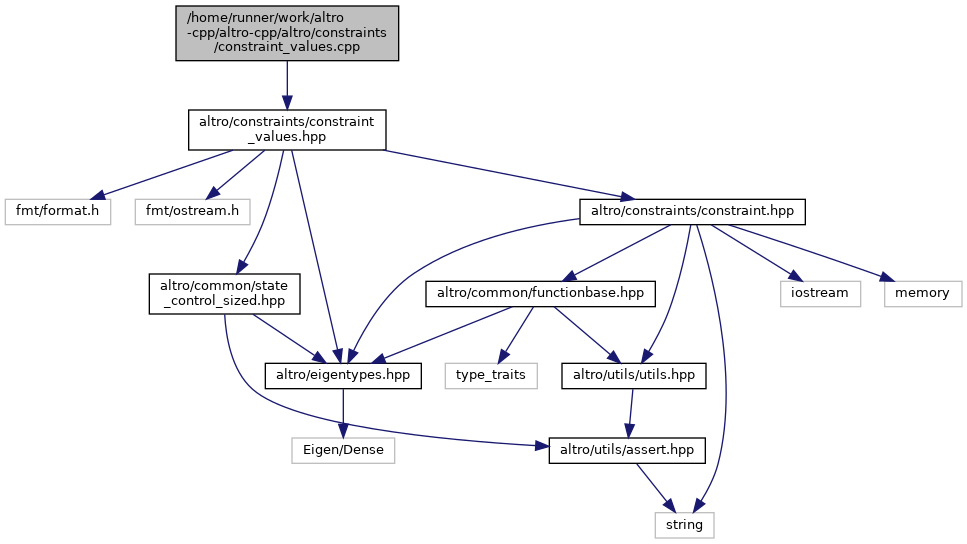 /home/runner/work/altro
-cpp/altro-cpp/altro/constraints
/constraint_values.cpp
altro/constraints/constraint
_values.hpp
fmt/format.h
fmt/ostream.h
altro/constraints/constraint.hpp
altro/common/state
_control_sized.hpp
altro/common/functionbase.hpp
iostream
memory
altro/eigentypes.hpp
type_traits
altro/utils/utils.hpp
Eigen/Dense
altro/utils/assert.hpp
string